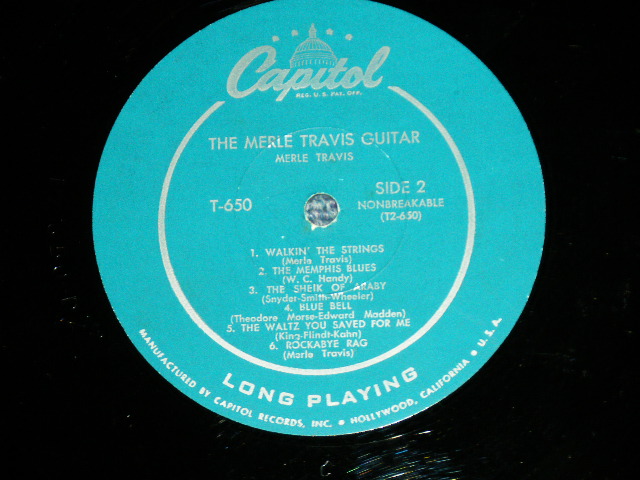 Capitol
REG. U. S. PAT. OFF.
THE MERLE TRAVIS GUITAR
MERLE TRAVIS
T-650
SIDE 2
NONBREAKABLE
(T2-650)
1. WALKIN' THE STRINGS
(Merle Travis)
2. THE MEMPHIS BLUES
(W. C. Handy)
3. THE SHEIK OF ARABY
(Snyder-Smith-Wheeler)
4. BLUE BELL
(Theodore Morse-Edward Madden)
5. THE WALTZ YOU SAVED FOR ME
(King-Flindt-Kahn)
6. ROCKABYE RAG
(Merle Travis)
LONG PLAYING
MANUFACTURED BY CAPITOL RECORDS, INC. • HOLLYWOOD, CALIFORNIA • U.S.A.